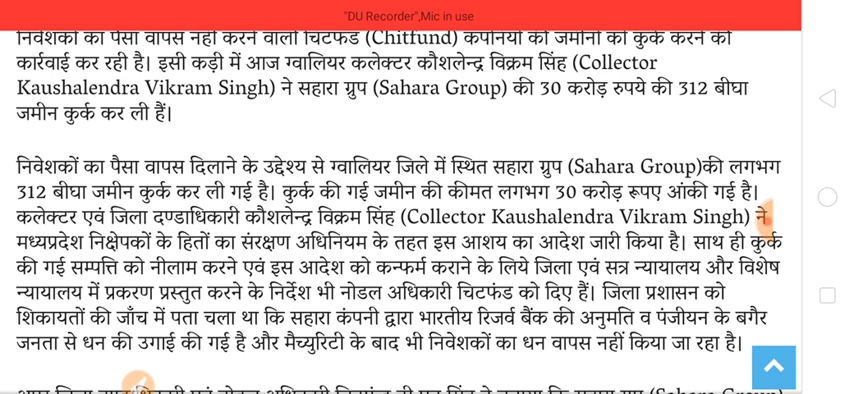 "DU Recorder",Mic in use
निवेशकों का पैसा वापस नहीं करने वाली चिटफंड (Chitfund) कंपनियों की जमीनों को कुर्क करने की
कार्रवाई कर रही है। इसी कड़ी में आज ग्वालियर कलेक्टर कौशलेन्द्र विक्रम सिंह (Collector
Kaushalendra Vikram Singh) ने सहारा ग्रुप (Sahara Group) की 30 करोड़ रुपये की 312 बीघा
जमीन कुर्क कर ली हैं।
निवेशकों का पैसा वापस दिलाने के उद्देश्य से ग्वालियर जिले में स्थित सहारा ग्रुप (Sahara Group)की लगभग
312 बीघा जमीन कुर्क कर ली गई है। कुर्क की गई जमीन की कीमत लगभग 30 करोड़ रूपए आंकी गई है।
कलेक्टर एवं जिला दण्डाधिकारी कौशलेन्द्र विक्रम सिंह (Collector Kaushalendra Vikram Singh) ने
मध्यप्रदेश निक्षेपकों के हितों का संरक्षण अधिनियम के तहत इस आशय का आदेश जारी किया है। साथ ही कुर्क
की गई सम्पत्ति को नीलाम करने एवं इस आदेश को कन्फर्म कराने के लिये जिला एवं सत्र न्यायालय और विशेष
न्यायालय में प्रकरण प्रस्तुत करने के निर्देश भी नोडल अधिकारी चिटफंड को दिए हैं। जिला प्रशासन को
शिकायतों की जाँच में पता चला था कि सहारा कंपनी द्वारा भारतीय रिजर्व बैंक की अनुमति व पंजीयन के बगैर
जनता से धन की उगाई की गई है और मैच्युरिटी के बाद भी निवेशकों का धन वापस नहीं किया जा रहा है।
(Sahara Group)